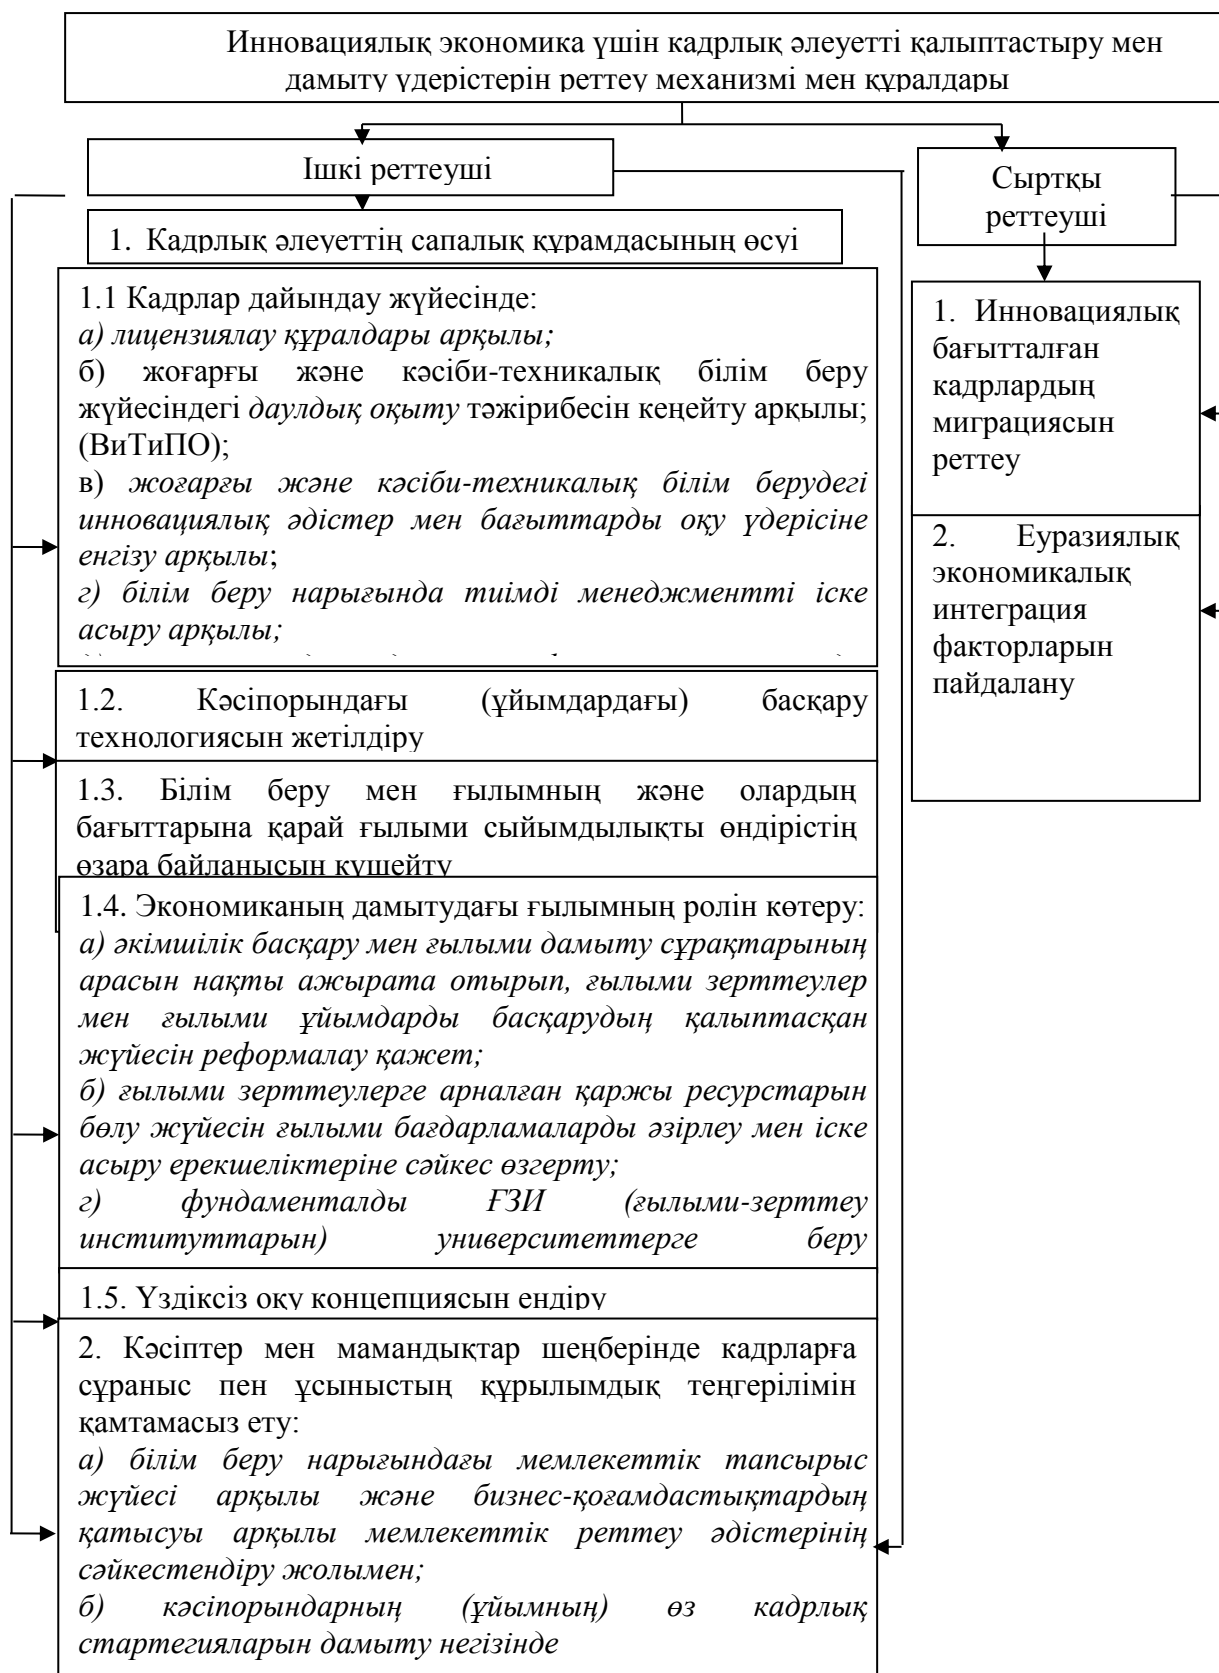 Инновациялық экономика үшін кадрлық әлеуетті қалыптастыру мен
дамыту үдерістерін реттеу механизмі мен құралдары
Ішкі реттеуші
Сыртқы
реттеуші
1. Кадрлық әлеуеттің сапалық құрамдасының өсуі
1.1 Кадрлар дайындау жүйесінде:
а) лицензиялау құралдары арқылы;
б) жоғарғы және кәсіби-техникалық білім беру
жүйесіндегі даулдық оқыту тәжірибесін кеңейту арқылы;
(ВиТиПО);
в) жоғарғы және кәсіби-техникалық білім берудегі
инновациялық әдістер мен бағыттарды оқу үдерісіне
енгізу арқылы;
г) білім беру нарығында тиімді менеджментті іске
асыру арқылы;
1.2. Кәсіпорындағы (ұйымдардағы) басқару
технологиясын жетілдіру
1.3. Білім беру мен ғылымның және олардың
бағыттарына қарай ғылыми сыйымдылықты өндірістің
өзара байланысын күшейту
1.4. Экономиканың дамытудағы ғылымның ролін көтеру:
а) әкімшілік басқару мен ғылыми дамыту сұрақтарының
арасын нақты ажырата отырып, ғылыми зерттеулер
мен ғылыми ұйымдарды басқарудың қалыптасқан
жүйесін реформалау қажет;
б) ғылыми зерттеулерге арналған қаржы ресурстарын
бөлу жүйесін ғылыми бағдарламаларды әзірлеу мен іске
асыру ерекшеліктеріне сәйкес өзгерту;
г) фундаменталды ҒЗИ (ғылыми-зерттеу
институттарын) университеттерге беру
1.5. Үздіксіз оқу концепциясын ендіру
2. Кәсіптер мен мамандықтар шеңберінде кадрларға
сұраныс пен ұсыныстың құрылымдық теңгерілімін
қамтамасыз ету:
а) білім беру нарығындағы мемлекеттік тапсырыс
жүйесі арқылы және бизнес-қоғамдастықтардың
қатысуы арқылы мемлекеттік реттеу әдістерінің
сәйкестендіру жолымен;
б) кәсіпорындарның (ұйымның) өз кадрлық
стартегияларын дамыту негізінде
1. Инновациялық
бағытталған
кадрлардың
миграциясын
реттеу
2. Еуразиялық
экономикалық
интеграция
факторларын
пайдалану